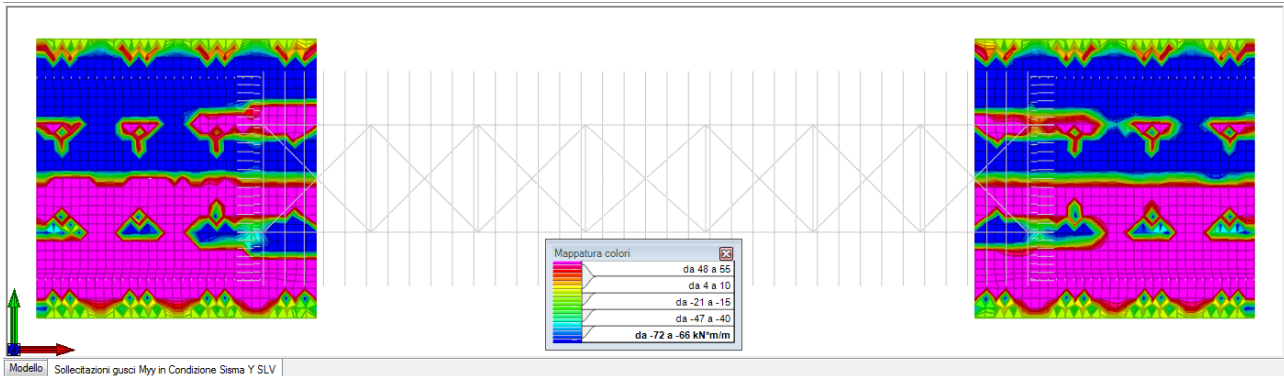 Mappatura colori
da 48 a 55
da 4 a 10
da -21 a -15
da -47 a -40
da -72 a -66 kN*m/m
Modello
Sollecitazioni gusci Myy in Condizione Sisma Y SLV